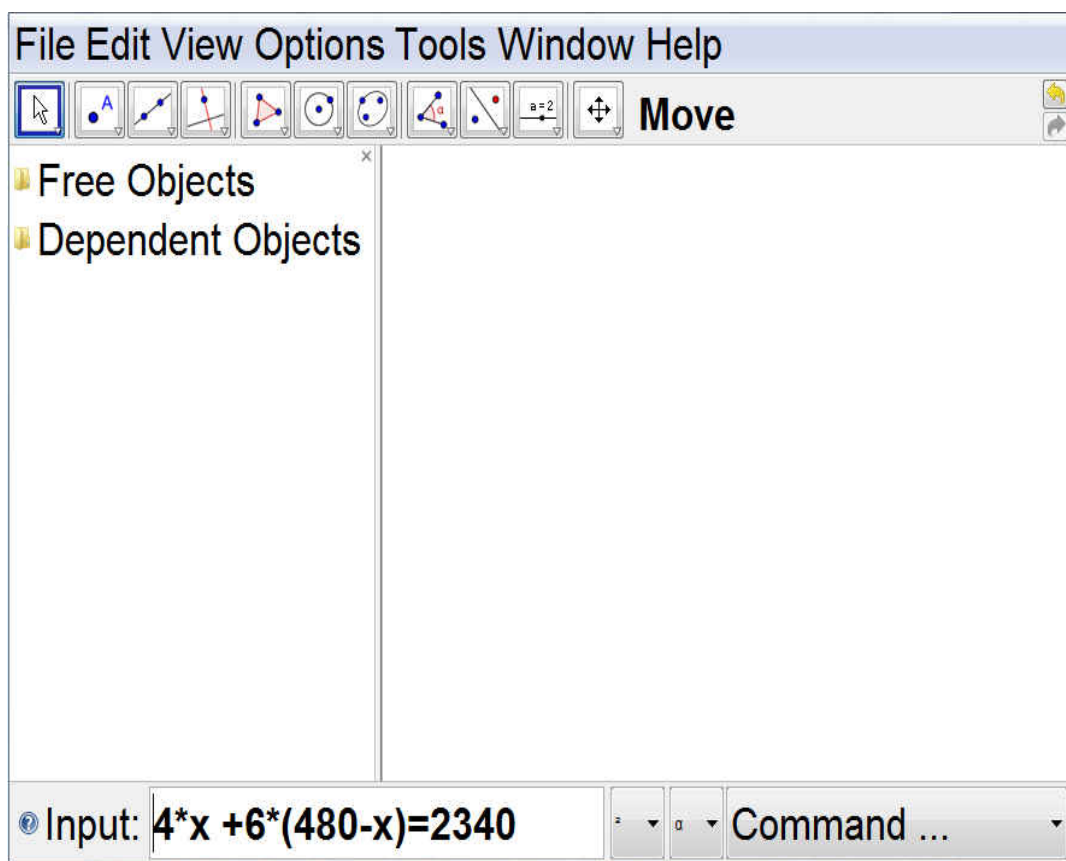 File Edit View Options Tools Window Help
A α a=2 Move
Free Objects
Dependent Objects
Input: 4*x +6*(480-x)=2340 α Command ...